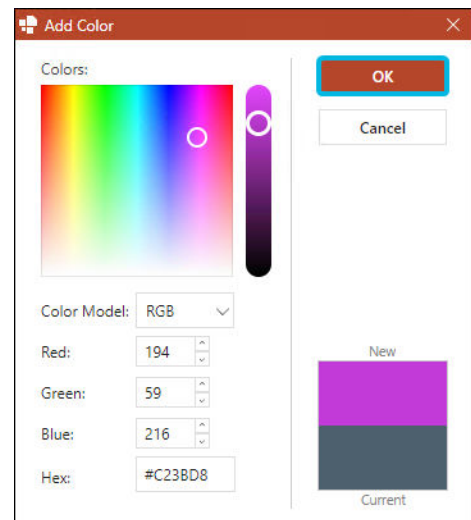 Add Color
Colors:
OK
Cancel
Color Model: RGB
Red: 194
Green: 59
Blue: 216
Hex: #C23BD8
New
Current